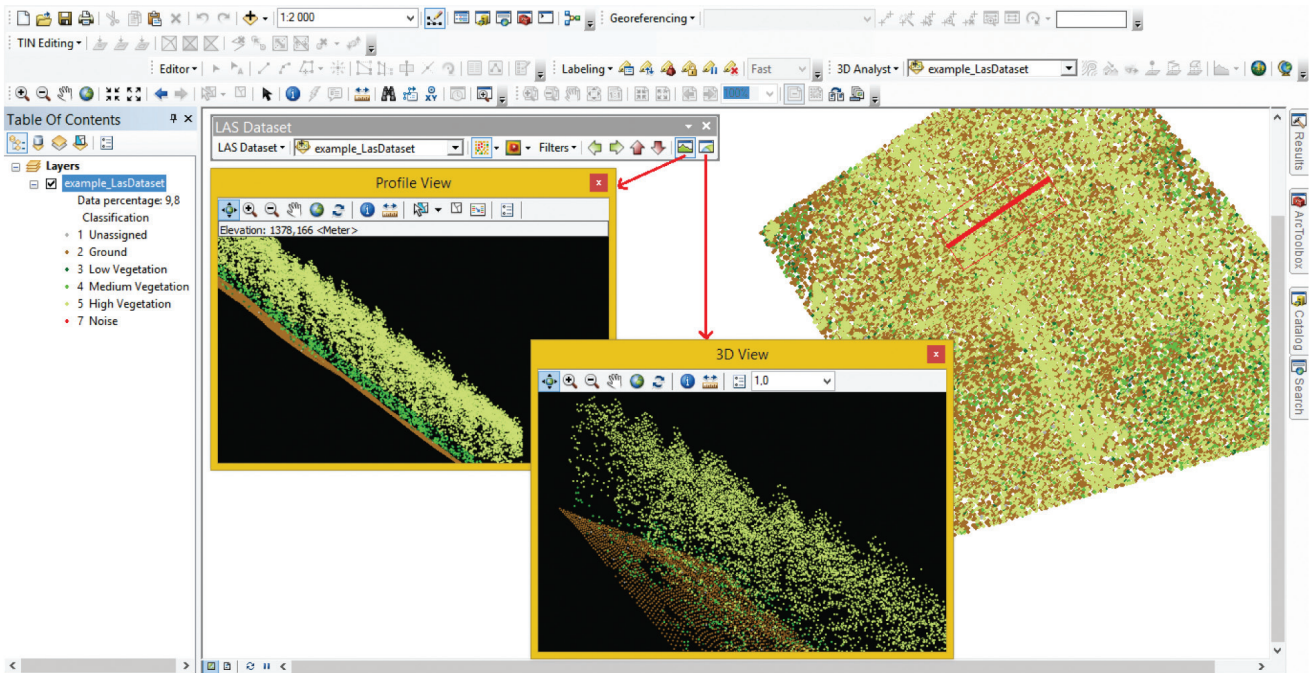 1:2 000
Georeferencing
TIN Editing
Editor
Labeling
Fast
3D Analyst
example_LasDataset
100%
Table Of Contents
Layers
example_LasDataset
Data percentage: 9,8
Classification
1 Unassigned
2 Ground
3 Low Vegetation
4 Medium Vegetation
5 High Vegetation
7 Noise
LAS Dataset
LAS Dataset
example_LasDataset
Filters
Profile View
Elevation: 1378,166 <Meter>
3D View
1,0
Results
ArcToolbox
Catalog
Search